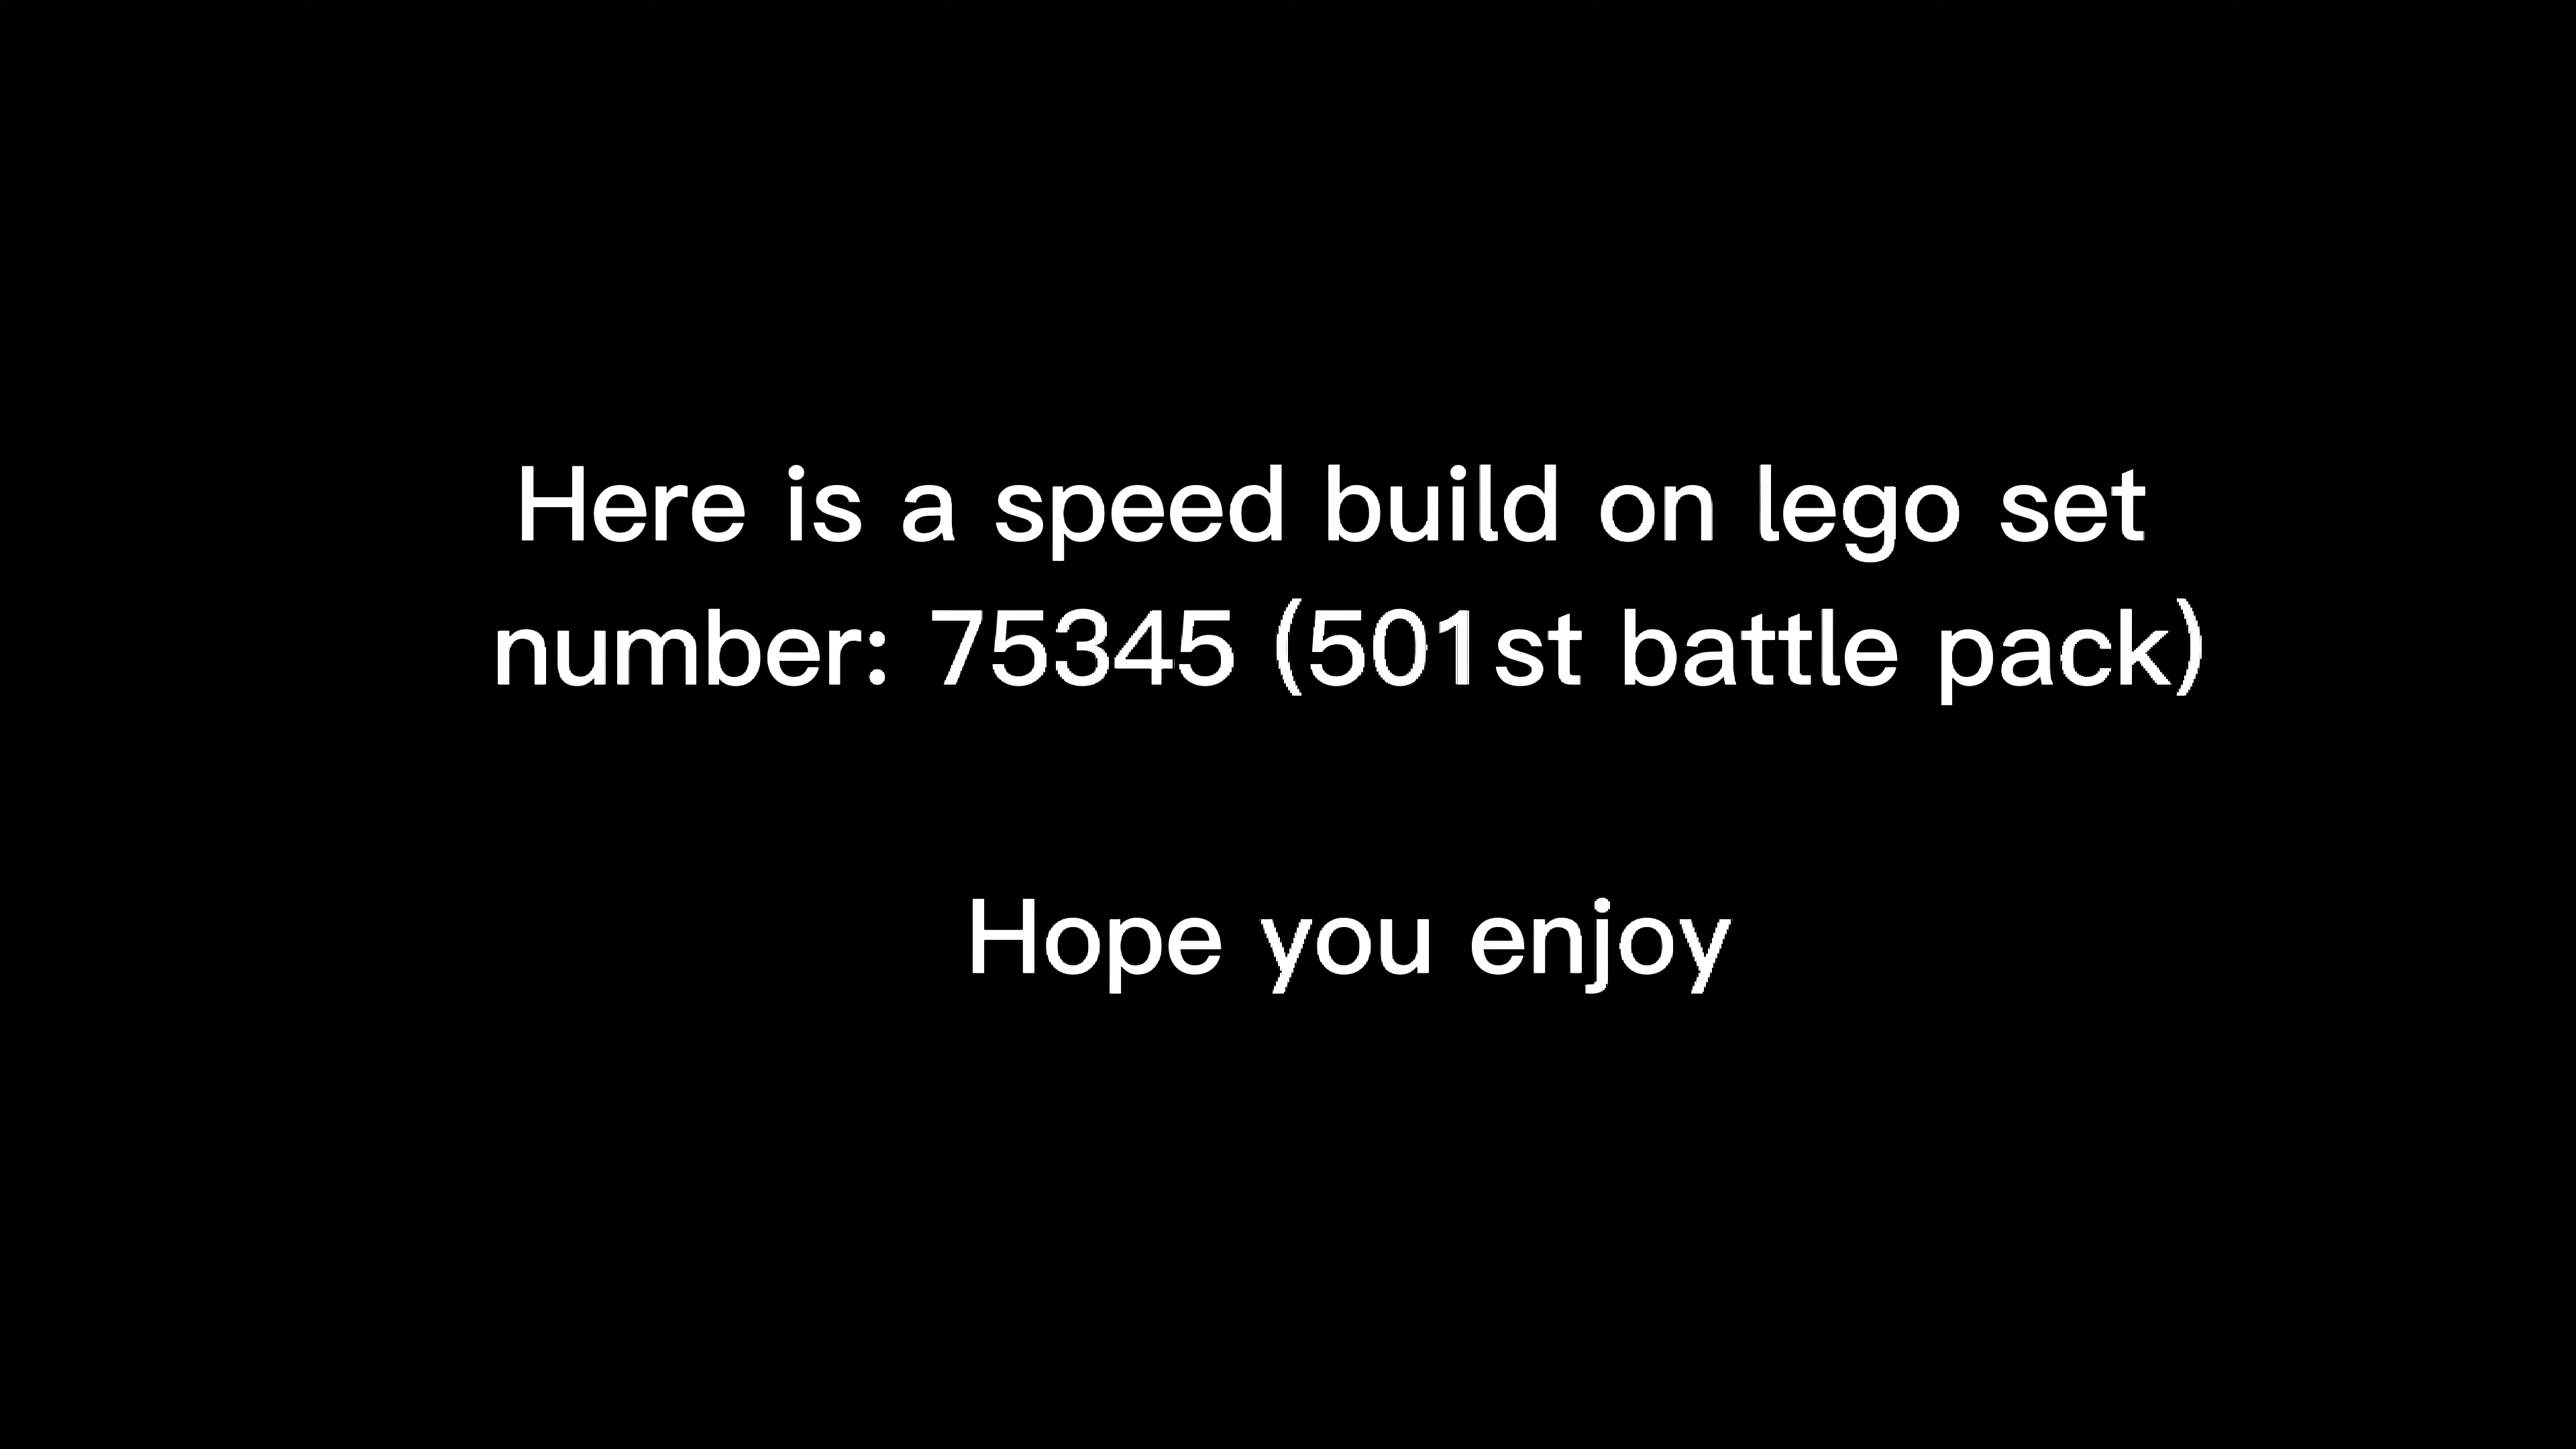 Here is a speed build on lego set
number: 75345 (501st battle pack)
Hope you enjoy